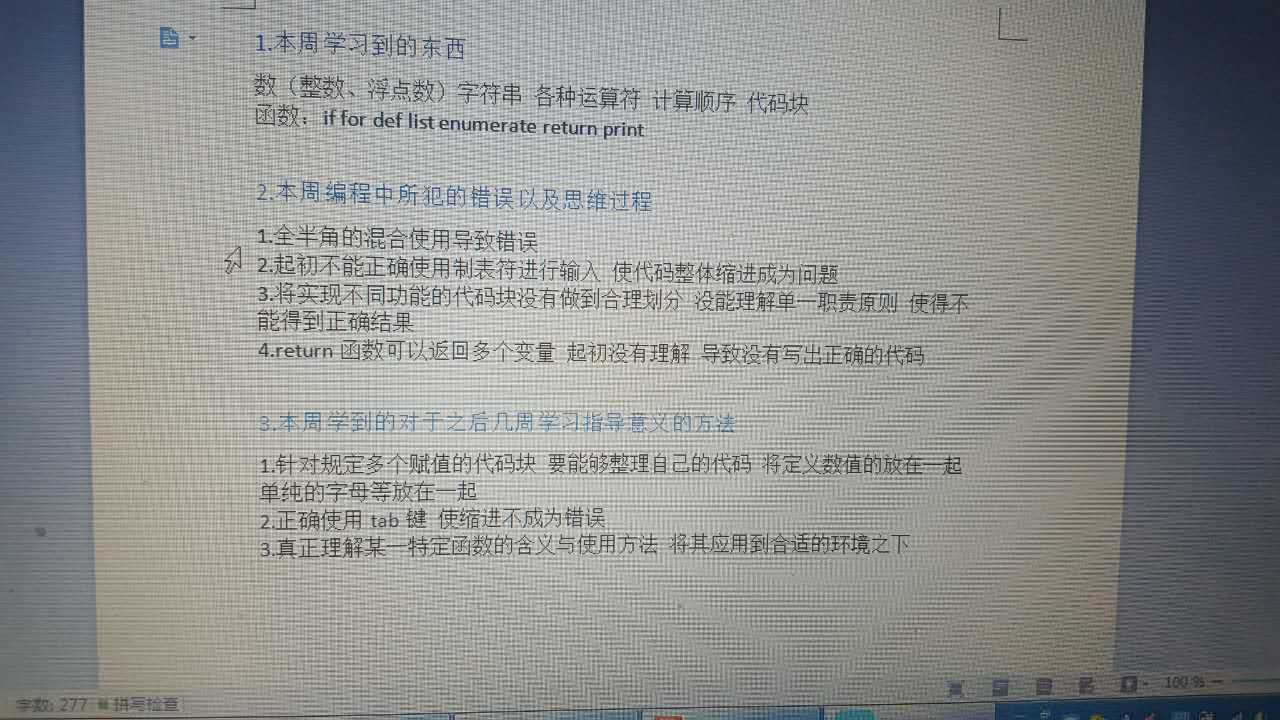 1.本周学习到的东西
数（整数、浮点数）字符串 各种运算符 计算顺序 代码块
函数：if for def list enumerate return print
2.本周编程中所犯的错误以及思维过程
1.全半角的混合使用导致错误
2.起初不能正确使用制表符进行输入 使代码整体缩进成为问题
3.将实现不同功能的代码块没有做到合理划分 没能理解单一职责原则 使得不
能得到正确结果
4.return 函数可以返回多个变量 起初没有理解 导致没有写出正确的代码
3.本周学到的对于之后几周学习指导意义的方法
1.针对规定多个赋值的代码块 要能够整理自己的代码 将定义数值的放在一起
单纯的字母等放在一起
2.正确使用 tab 键 使缩进不成为错误
3.真正理解某一特定函数的含义与使用方法 将其应用到合适的环境之下
字数: 277 拼写检查 100 %